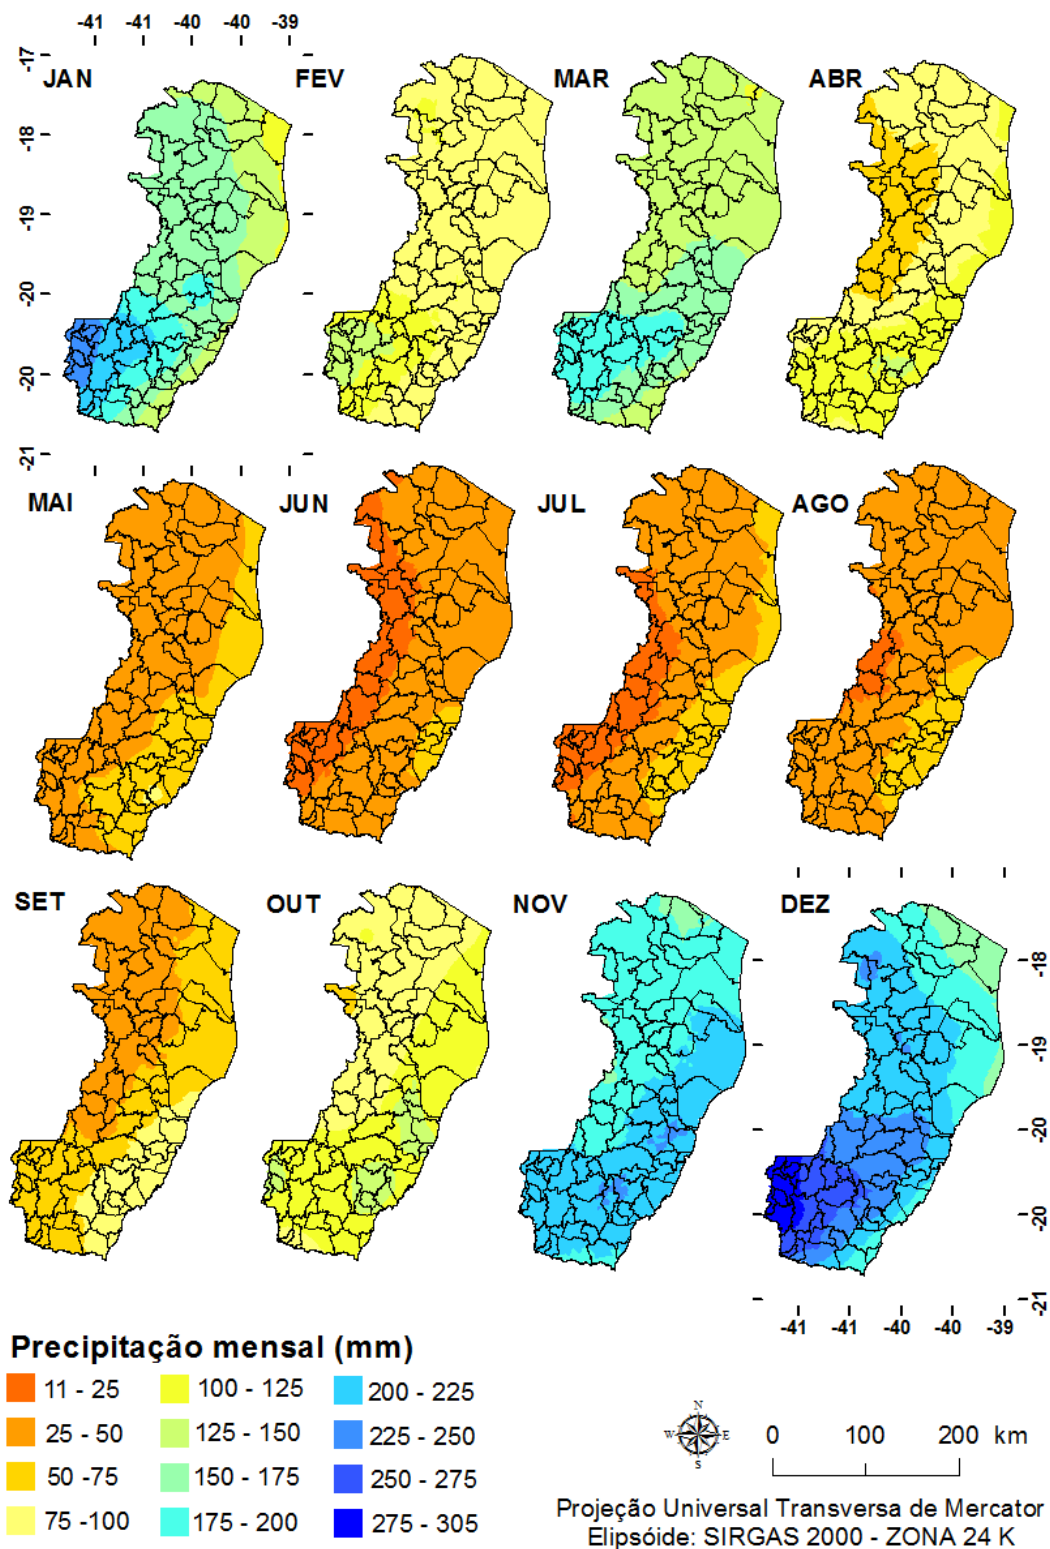 -41 -41 -40 -40 -39
-17
JAN FEV MAR ABR
-18
-19
-20
-20
-21
MAI JUN JUL AGO
SET OUT NOV DEZ
-18
-19
-20
-20
-21
-41 -41 -40 -40 -39
Precipitação mensal (mm)
11 - 25 100 - 125 200 - 225
25 - 50 125 - 150 225 - 250
50 -75 150 - 175 250 - 275
75 -100 175 - 200 275 - 305
N
W E
S
0 100 200 km
Projeção Universal Transversa de Mercator
Elipsóide: SIRGAS 2000 - ZONA 24 K